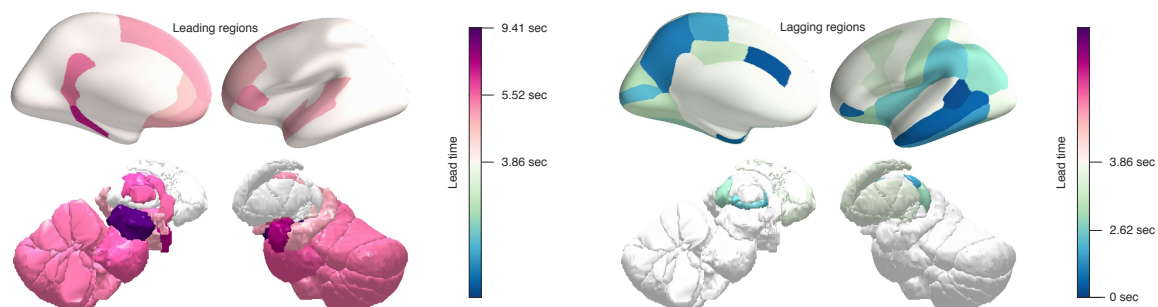 Leading regions
9.41 sec
5.52 sec
3.86 sec
Lead time
Lagging regions
3.86 sec
2.62 sec
0 sec
Lead time